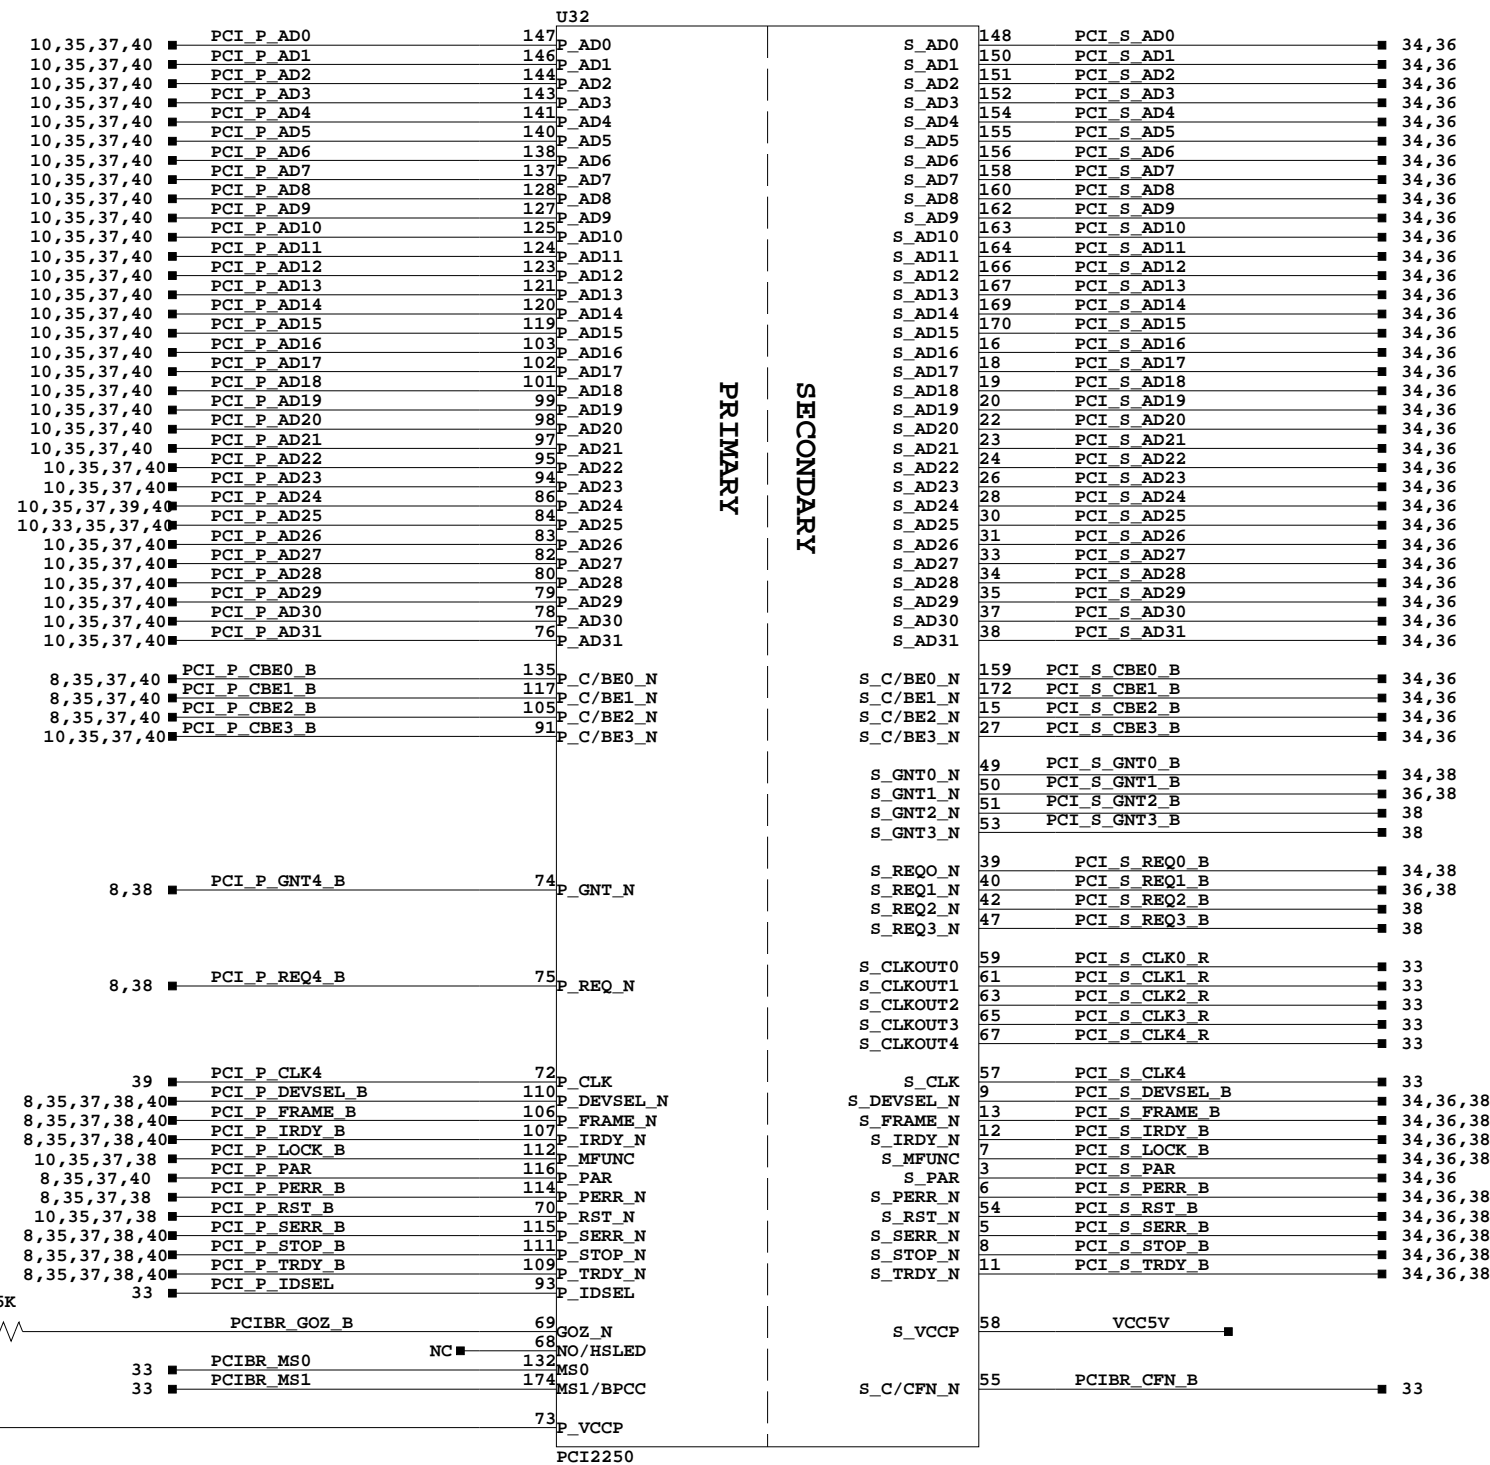 U32
10,35,37,40 PCI_P_AD0 147 P_AD0 S_AD0 148 PCI_S_AD0 34,36
10,35,37,40 PCI_P_AD1 146 P_AD1 S_AD1 150 PCI_S_AD1 34,36
10,35,37,40 PCI_P_AD2 144 P_AD2 S_AD2 151 PCI_S_AD2 34,36
10,35,37,40 PCI_P_AD3 143 P_AD3 S_AD3 152 PCI_S_AD3 34,36
10,35,37,40 PCI_P_AD4 141 P_AD4 S_AD4 154 PCI_S_AD4 34,36
10,35,37,40 PCI_P_AD5 140 P_AD5 S_AD5 155 PCI_S_AD5 34,36
10,35,37,40 PCI_P_AD6 138 P_AD6 S_AD6 156 PCI_S_AD6 34,36
10,35,37,40 PCI_P_AD7 137 P_AD7 S_AD7 158 PCI_S_AD7 34,36
10,35,37,40 PCI_P_AD8 128 P_AD8 S_AD8 160 PCI_S_AD8 34,36
10,35,37,40 PCI_P_AD9 127 P_AD9 S_AD9 162 PCI_S_AD9 34,36
10,35,37,40 PCI_P_AD10 125 P_AD10 S_AD10 163 PCI_S_AD10 34,36
10,35,37,40 PCI_P_AD11 124 P_AD11 S_AD11 164 PCI_S_AD11 34,36
10,35,37,40 PCI_P_AD12 123 P_AD12 S_AD12 166 PCI_S_AD12 34,36
10,35,37,40 PCI_P_AD13 121 P_AD13 S_AD13 167 PCI_S_AD13 34,36
10,35,37,40 PCI_P_AD14 120 P_AD14 S_AD14 169 PCI_S_AD14 34,36
10,35,37,40 PCI_P_AD15 119 P_AD15 S_AD15 170 PCI_S_AD15 34,36
10,35,37,40 PCI_P_AD16 103 P_AD16 S_AD16 16 PCI_S_AD16 34,36
10,35,37,40 PCI_P_AD17 102 P_AD17 S_AD17 18 PCI_S_AD17 34,36
10,35,37,40 PCI_P_AD18 101 P_AD18 S_AD18 19 PCI_S_AD18 34,36
10,35,37,40 PCI_P_AD19 99 P_AD19 S_AD19 20 PCI_S_AD19 34,36
10,35,37,40 PCI_P_AD20 98 P_AD20 S_AD20 22 PCI_S_AD20 34,36
10,35,37,40 PCI_P_AD21 97 P_AD21 S_AD21 23 PCI_S_AD21 34,36
10,35,37,40 PCI_P_AD22 95 P_AD22 S_AD22 24 PCI_S_AD22 34,36
10,35,37,40 PCI_P_AD23 94 P_AD23 S_AD23 26 PCI_S_AD23 34,36
10,35,37,39,40 PCI_P_AD24 86 P_AD24 S_AD24 28 PCI_S_AD24 34,36
10,33,35,37,40 PCI_P_AD25 84 P_AD25 S_AD25 30 PCI_S_AD25 34,36
10,35,37,40 PCI_P_AD26 83 P_AD26 S_AD26 31 PCI_S_AD26 34,36
10,35,37,40 PCI_P_AD27 82 P_AD27 S_AD27 33 PCI_S_AD27 34,36
10,35,37,40 PCI_P_AD28 80 P_AD28 S_AD28 34 PCI_S_AD28 34,36
10,35,37,40 PCI_P_AD29 79 P_AD29 S_AD29 35 PCI_S_AD29 34,36
10,35,37,40 PCI_P_AD30 78 P_AD30 S_AD30 37 PCI_S_AD30 34,36
10,35,37,40 PCI_P_AD31 76 P_AD31 S_AD31 38 PCI_S_AD31 34,36
PRIMARY
SECONDARY
8,35,37,40 PCI_P_CBE0_B 135 P_C/BE0_N S_C/BE0_N 159 PCI_S_CBE0_B 34,36
8,35,37,40 PCI_P_CBE1_B 117 P_C/BE1_N S_C/BE1_N 172 PCI_S_CBE1_B 34,36
8,35,37,40 PCI_P_CBE2_B 105 P_C/BE2_N S_C/BE2_N 15 PCI_S_CBE2_B 34,36
10,35,37,40 PCI_P_CBE3_B 91 P_C/BE3_N S_C/BE3_N 27 PCI_S_CBE3_B 34,36
S_GNT0_N 49 PCI_S_GNT0_B 34,38
S_GNT1_N 50 PCI_S_GNT1_B 36,38
S_GNT2_N 51 PCI_S_GNT2_B 38
S_GNT3_N 53 PCI_S_GNT3_B 38
8,38 PCI_P_GNT4_B 74 P_GNT_N
S_REQO_N 39 PCI_S_REQ0_B 34,38
S_REQ1_N 40 PCI_S_REQ1_B 36,38
S_REQ2_N 42 PCI_S_REQ2_B 38
S_REQ3_N 47 PCI_S_REQ3_B 38
8,38 PCI_P_REQ4_B 75 P_REQ_N
S_CLKOUT0 59 PCI_S_CLK0_R 33
S_CLKOUT1 61 PCI_S_CLK1_R 33
S_CLKOUT2 63 PCI_S_CLK2_R 33
S_CLKOUT3 65 PCI_S_CLK3_R 33
S_CLKOUT4 67 PCI_S_CLK4_R 33
39 PCI_P_CLK4 72 P_CLK S_CLK 57 PCI_S_CLK4 33
8,35,37,38,40 PCI_P_DEVSEL_B 110 P_DEVSEL_N S_DEVSEL_N 9 PCI_S_DEVSEL_B 34,36,38
8,35,37,38,40 PCI_P_FRAME_B 106 P_FRAME_N S_FRAME_N 13 PCI_S_FRAME_B 34,36,38
8,35,37,38,40 PCI_P_IRDY_B 107 P_IRDY_N S_IRDY_N 12 PCI_S_IRDY_B 34,36,38
10,35,37,38 PCI_P_LOCK_B 112 P_MFUNC S_MFUNC 7 PCI_S_LOCK_B 34,36,38
8,35,37,40 PCI_P_PAR 116 P_PAR S_PAR 3 PCI_S_PAR 34,36
8,35,37,38 PCI_P_PERR_B 114 P_PERR_N S_PERR_N 6 PCI_S_PERR_B 34,36,38
10,35,37,38 PCI_P_RST_B 70 P_RST_N S_RST_N 54 PCI_S_RST_B 34,36,38
8,35,37,38,40 PCI_P_SERR_B 115 P_SERR_N S_SERR_N 5 PCI_S_SERR_B 34,36,38
8,35,37,38,40 PCI_P_STOP_B 111 P_STOP_N S_STOP_N 8 PCI_S_STOP_B 34,36,38
8,35,37,38,40 PCI_P_TRDY_B 109 P_TRDY_N S_TRDY_N 11 PCI_S_TRDY_B 34,36,38
33 PCI_P_IDSEL 93 P_IDSEL
PCIBR_GOZ_B 69 GOZ_N S_VCCP 58 VCC5V
NC 68 NO/HSLED
33 PCIBR_MS0 132 MS0
33 PCIBR_MS1 174 MS1/BPCC S_C/CFN_N 55 PCIBR_CFN_B 33
73 P_VCCP
PCI2250